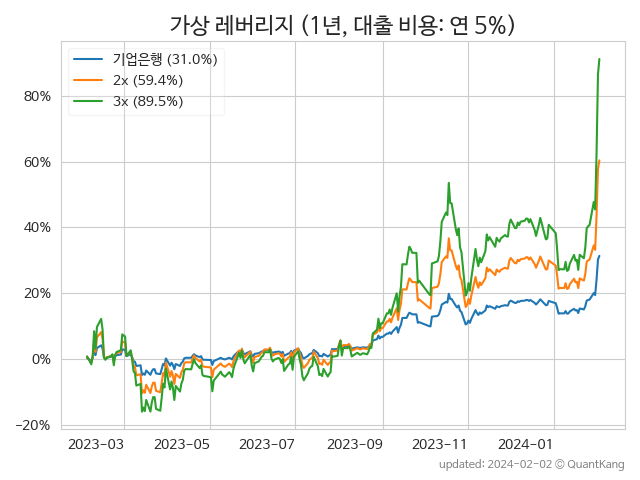 가상 레버리지 (1년, 대출 비용: 연 5%)
기업은행 (31.0%)
2x (59.4%)
3x (89.5%)
80%
60%
40%
20%
0%
−20%
2023−03 2023−05 2023−07 2023−09 2023−11 2024−01
updated: 2024−02−02 © QuantKang